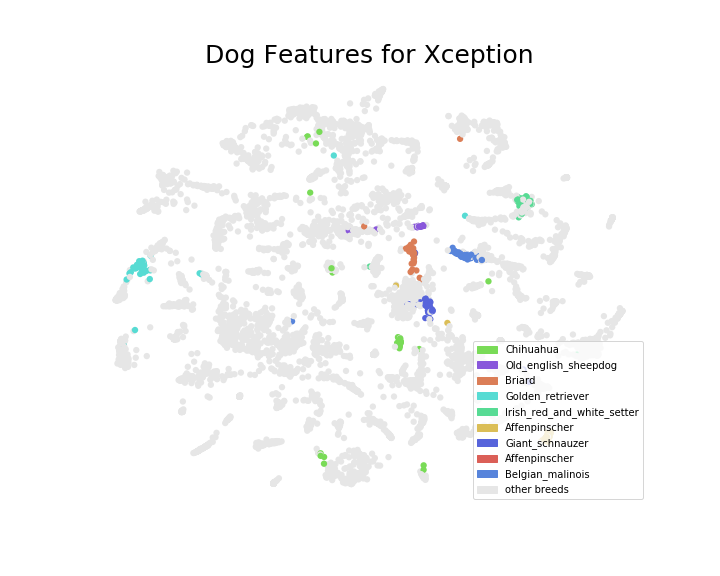 Dog Features for Xception
Chihuahua
Old_english_sheepdog
Briard
Golden_retriever
Irish_red_and_white_setter
Affenpinscher
Giant_schnauzer
Affenpinscher
Belgian_malinois
other breeds